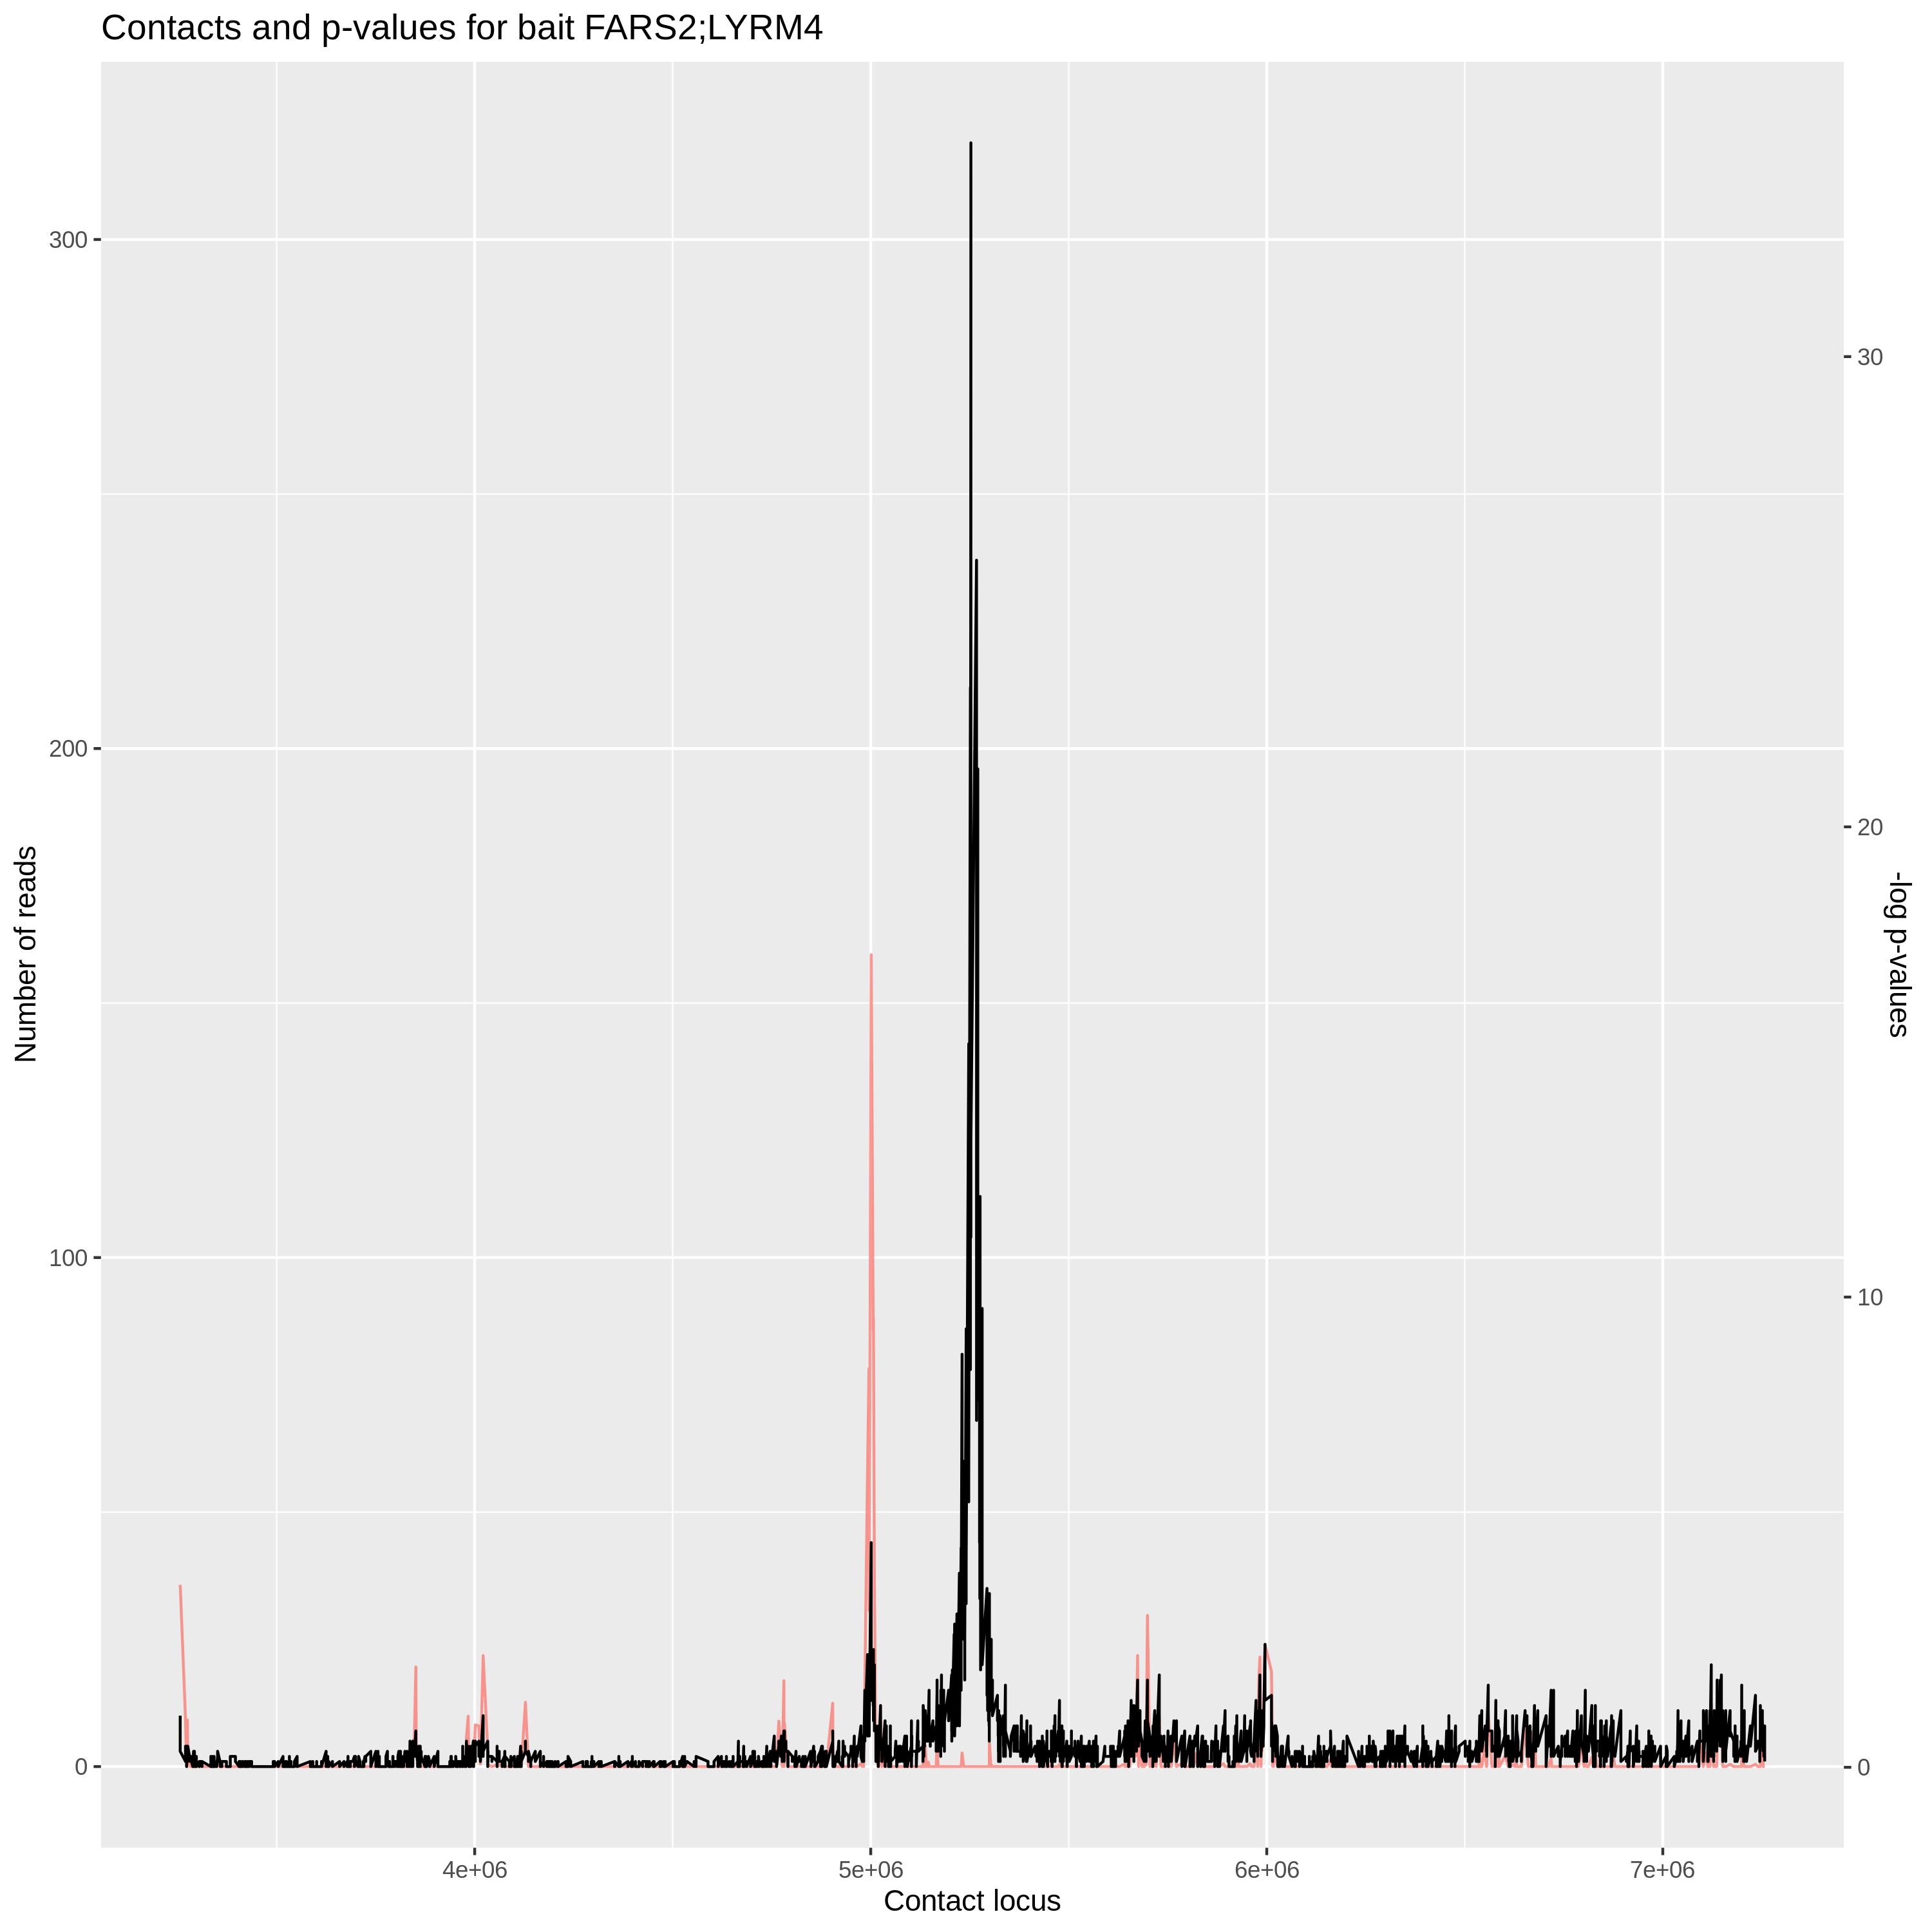 Contacts and p-values for bait FARS2;LYRM4
300
200
100
0
Number of reads
30
20
10
0
-log p-values
4e+06
5e+06
6e+06
7e+06
Contact locus